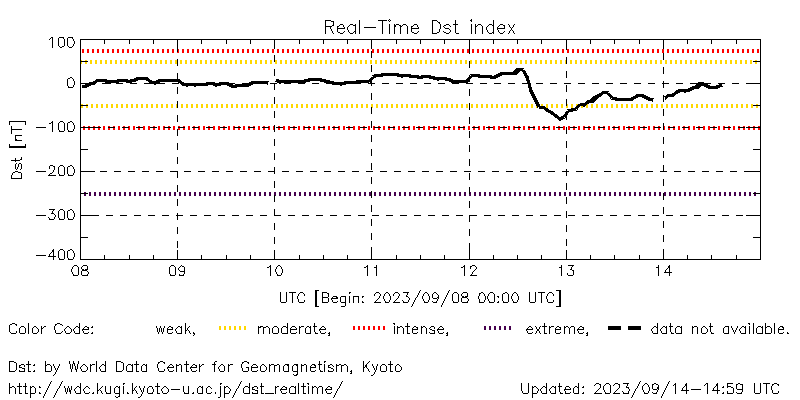 Real-Time Dst index
100
0
-100
-200
-300
-400
Dst [nT]
08 09 10 11 12 13 14
UTC [Begin: 2023/09/08 00:00 UTC]
Color Code: weak, moderate, intense, extreme, data not available.
Dst: by World Data Center for Geomagnetism, Kyoto
http://wdc.kugi.kyoto-u.ac.jp/dst_realtime/ Updated: 2023/09/14-14:59 UTC